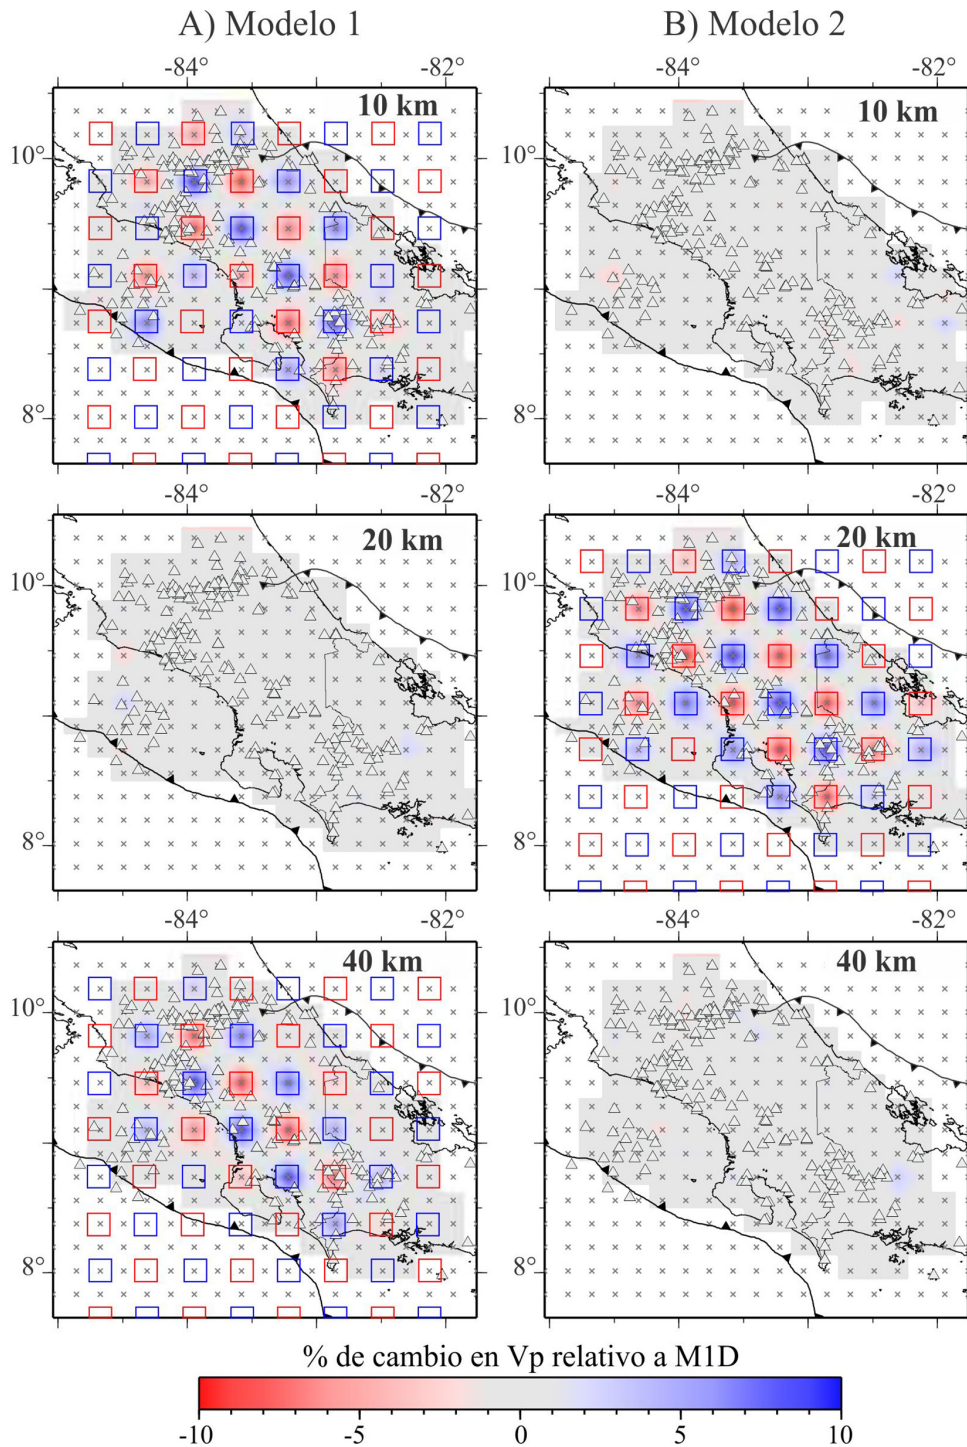 A) Modelo 1 B) Modelo 2
-84° -82° -84° -82°
10 km 10 km
10° 10°
8° 8°
-84° -82° -84° -82°
20 km 20 km
10° 10°
8° 8°
-84° -82° -84° -82°
40 km 40 km
10° 10°
8° 8°
% de cambio en Vp relativo a M1D
-10 -5 0 5 10